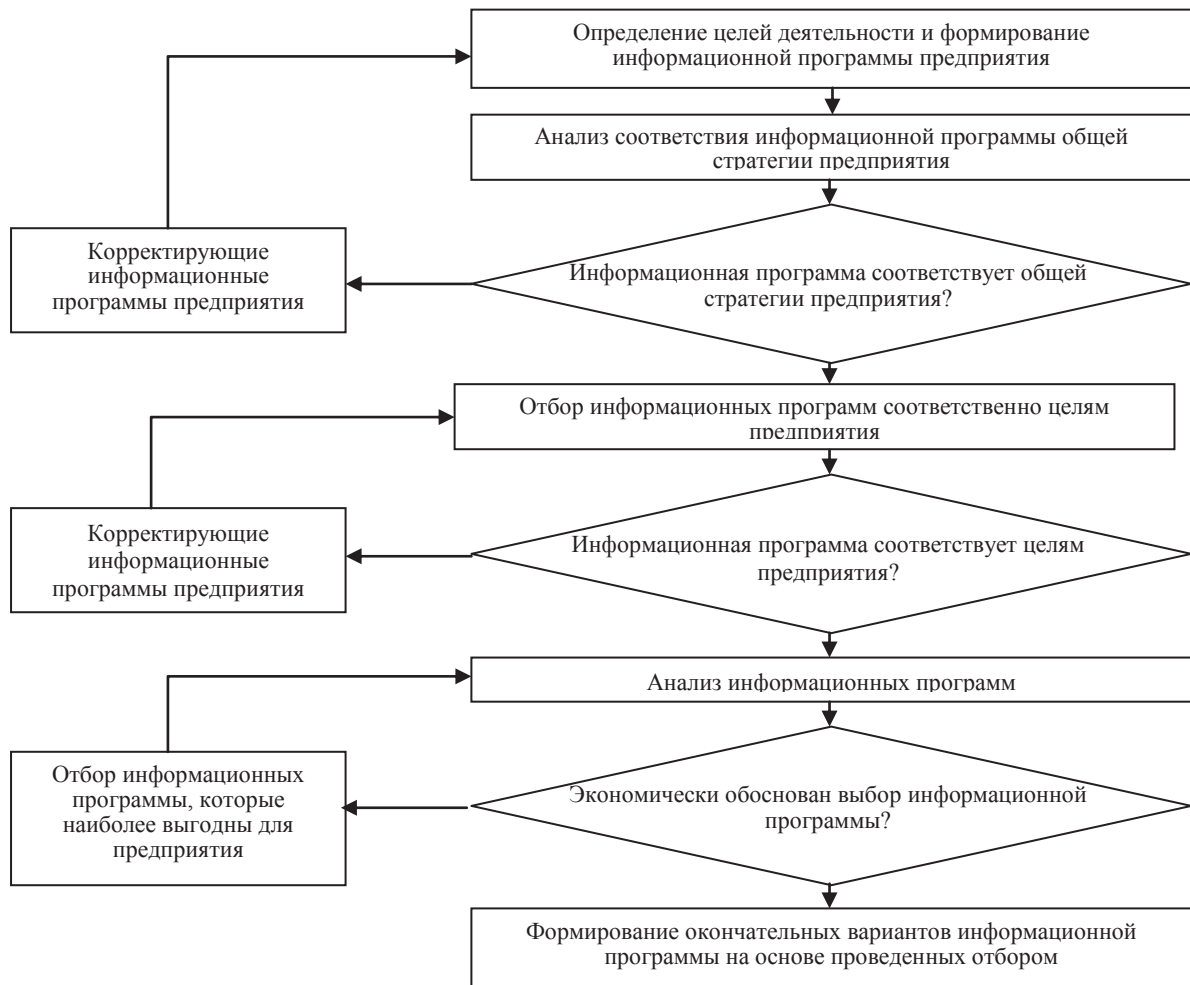 Определение целей деятельности и формирование
информационной программы предприятия
Анализ соответствия информационной программы общей
стратегии предприятия
Корректирующие
информационные
программы предприятия
Информационная программа соответствует общей
стратегии предприятия?
Отбор информационных программ соответственно целям
предприятия
Корректирующие
информационные
программы предприятия
Информационная программа соответствует целям
предприятия?
Анализ информационных программ
Отбор информационных
программы, которые
наиболее выгодны для
предприятия
Экономически обоснован выбор информационной
программы?
Формирование окончательных вариантов информационной
программы на основе проведенных отбором